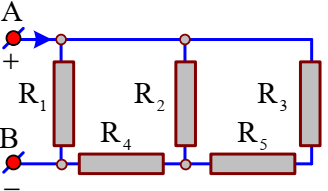 A
+
R₁ R₂ R₃
B R₄ R₅
−